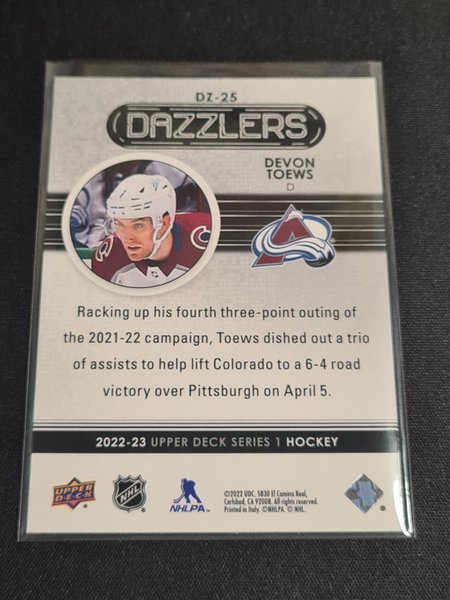 DZ-25
DAZZLERS
DEVON
TOEWS
D
Racking up his fourth three-point outing of
the 2021-22 campaign, Toews dished out a trio
of assists to help lift Colorado to a 6-4 road
victory over Pittsburgh on April 5.
2022-23 UPPER DECK SERIES 1 HOCKEY
UPPER DECK
NHL
NHLPA
©2022 UDC. 5830 El Camino Real,
Carlsbad, CA 92008. All rights reserved.
Printed in Italy. ©NHLPA. © NHL.